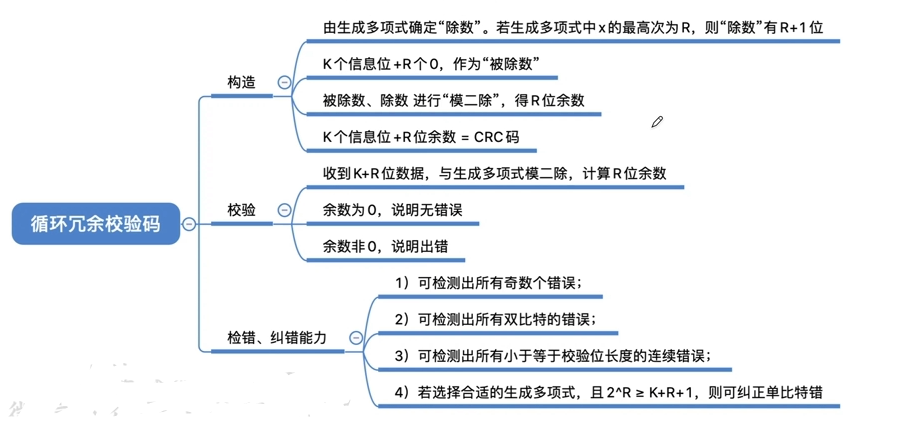 循环冗余校验码
构造
由生成多项式确定“除数”。若生成多项式中x的最高次为R，则“除数”有R+1位
K个信息位+R个0，作为“被除数”
被除数、除数 进行“模二除”，得R位余数
K个信息位+R位余数 = CRC码
校验
收到K+R位数据，与生成多项式模二除，计算R位余数
余数为0，说明无错误
余数非0，说明出错
检错、纠错能力
1）可检测出所有奇数个错误；
2）可检测出所有双比特的错误；
3）可检测出所有小于等于校验位长度的连续错误；
4）若选择合适的生成多项式，且2^R ≥ K+R+1，则可纠正单比特错